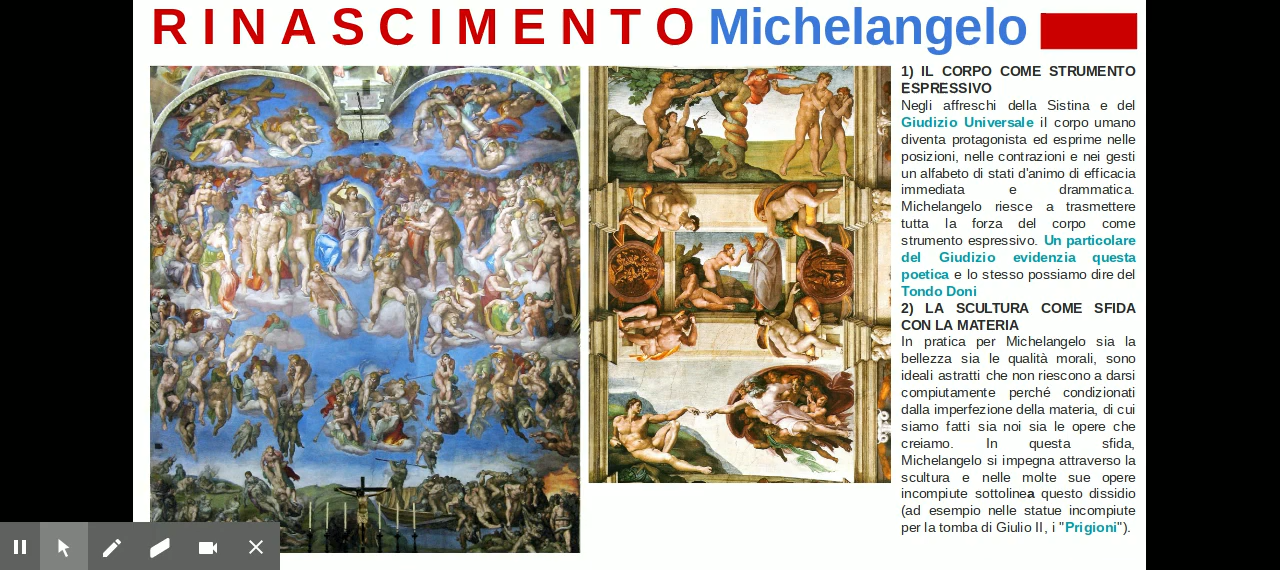 RINASCIMENTO Michelangelo
1) IL CORPO COME STRUMENTO
ESPRESSIVO
Negli affreschi della Sistina e del
Giudizio Universale il corpo umano
diventa protagonista ed esprime nelle
posizioni, nelle contrazioni e nei gesti
un alfabeto di stati d'animo di efficacia
immediata e drammatica.
Michelangelo riesce a trasmettere
tutta la forza del corpo come
strumento espressivo. Un particolare
del Giudizio evidenzia questa
poetica e lo stesso possiamo dire del
Tondo Doni
2) LA SCULTURA COME SFIDA
CON LA MATERIA
In pratica per Michelangelo sia la
bellezza sia le qualità morali, sono
ideali astratti che non riescono a darsi
compiutamente perché condizionati
dalla imperfezione della materia, di cui
siamo fatti sia noi sia le opere che
creiamo. In questa sfida,
Michelangelo si impegna attraverso la
scultura e nelle molte sue opere
incompiute sottolinea questo dissidio
(ad esempio nelle statue incompiute
per la tomba di Giulio II, i "Prigioni").